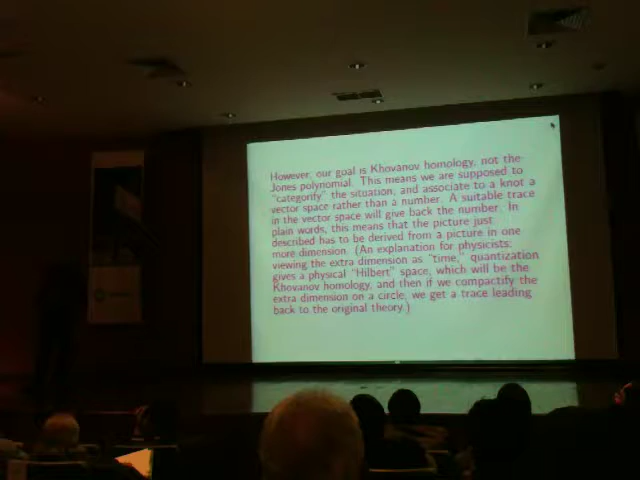 However, our goal is Khovanov homology, not the
Jones polynomial. This means we are supposed to
"categorify" the situation, and associate to a knot a
vector space rather than a number. A suitable trace
in the vector space will give back the number. In
plain words, this means that the picture just
described has to be derived from a picture in one
more dimension. (An explanation for physicists:
viewing the extra dimension as "time," quantization
gives a physical "Hilbert" space, which will be the
Khovanov homology, and then if we compactify the
extra dimension on a circle, we get a trace leading
back to the original theory.)